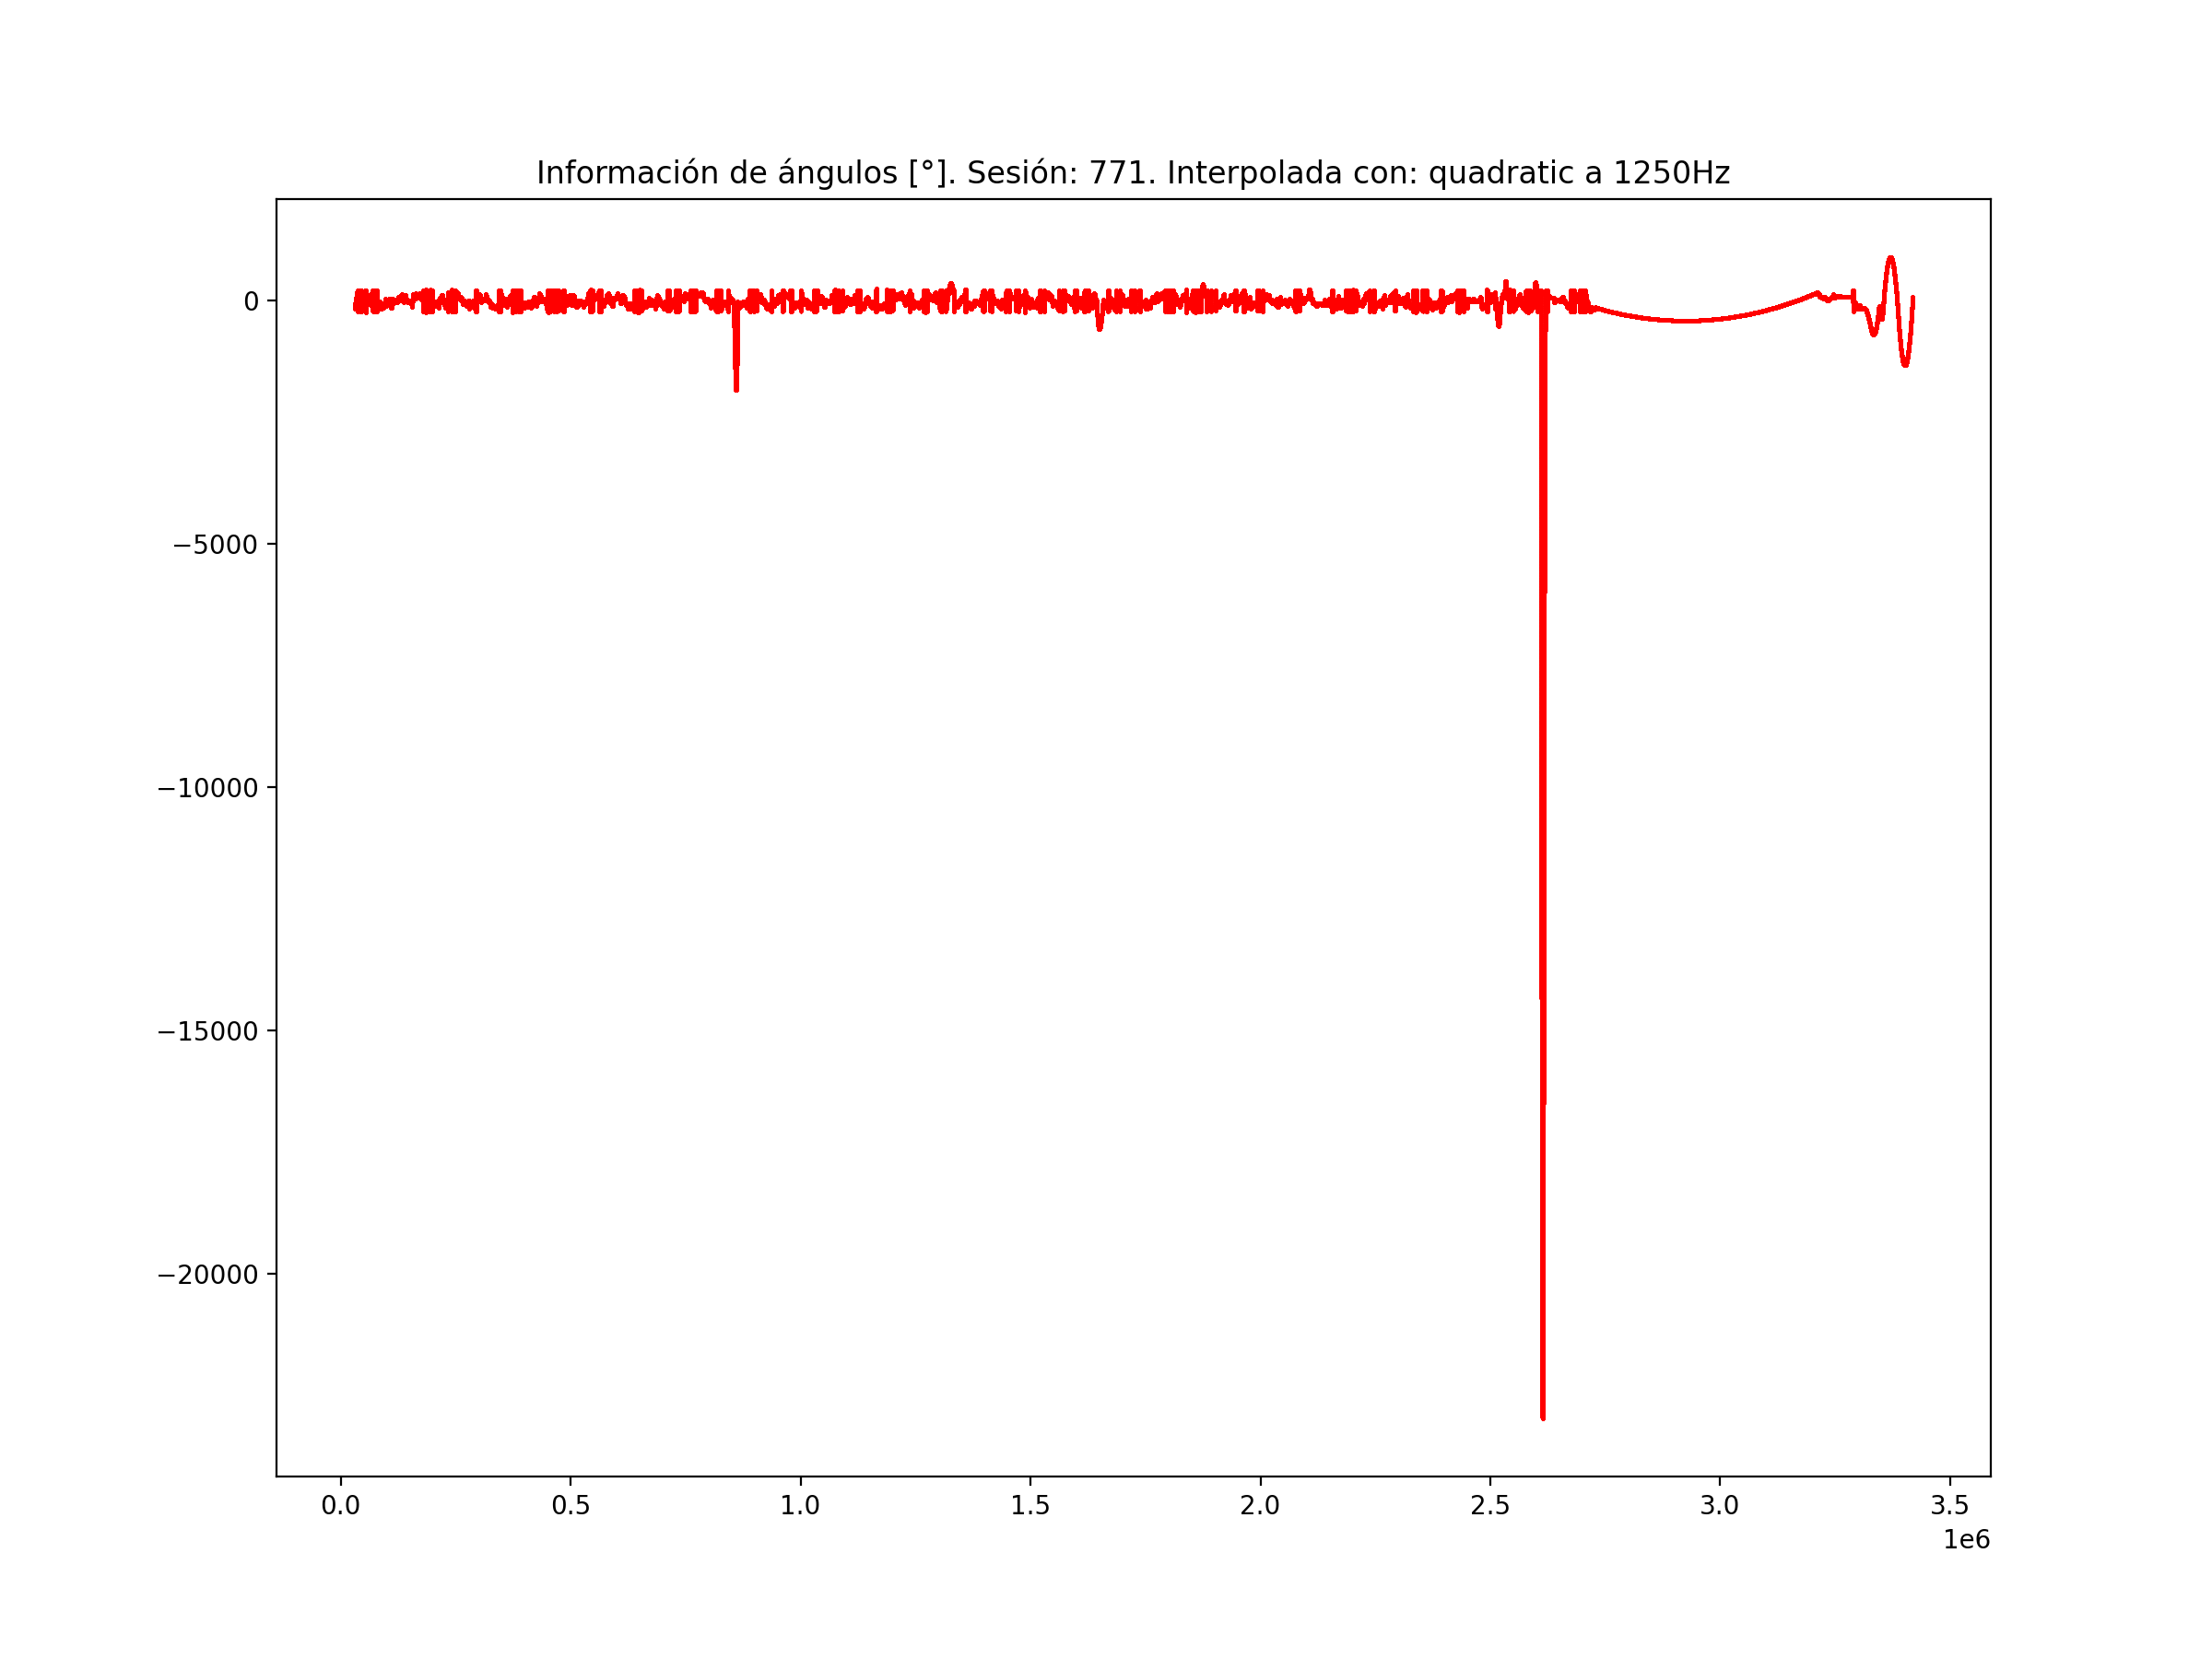 Información de ángulos [°]. Sesión: 771. Interpolada con: quadratic a 1250Hz
0
−5000
−10000
−15000
−20000
0.0 0.5 1.0 1.5 2.0 2.5 3.0 3.5
1e6